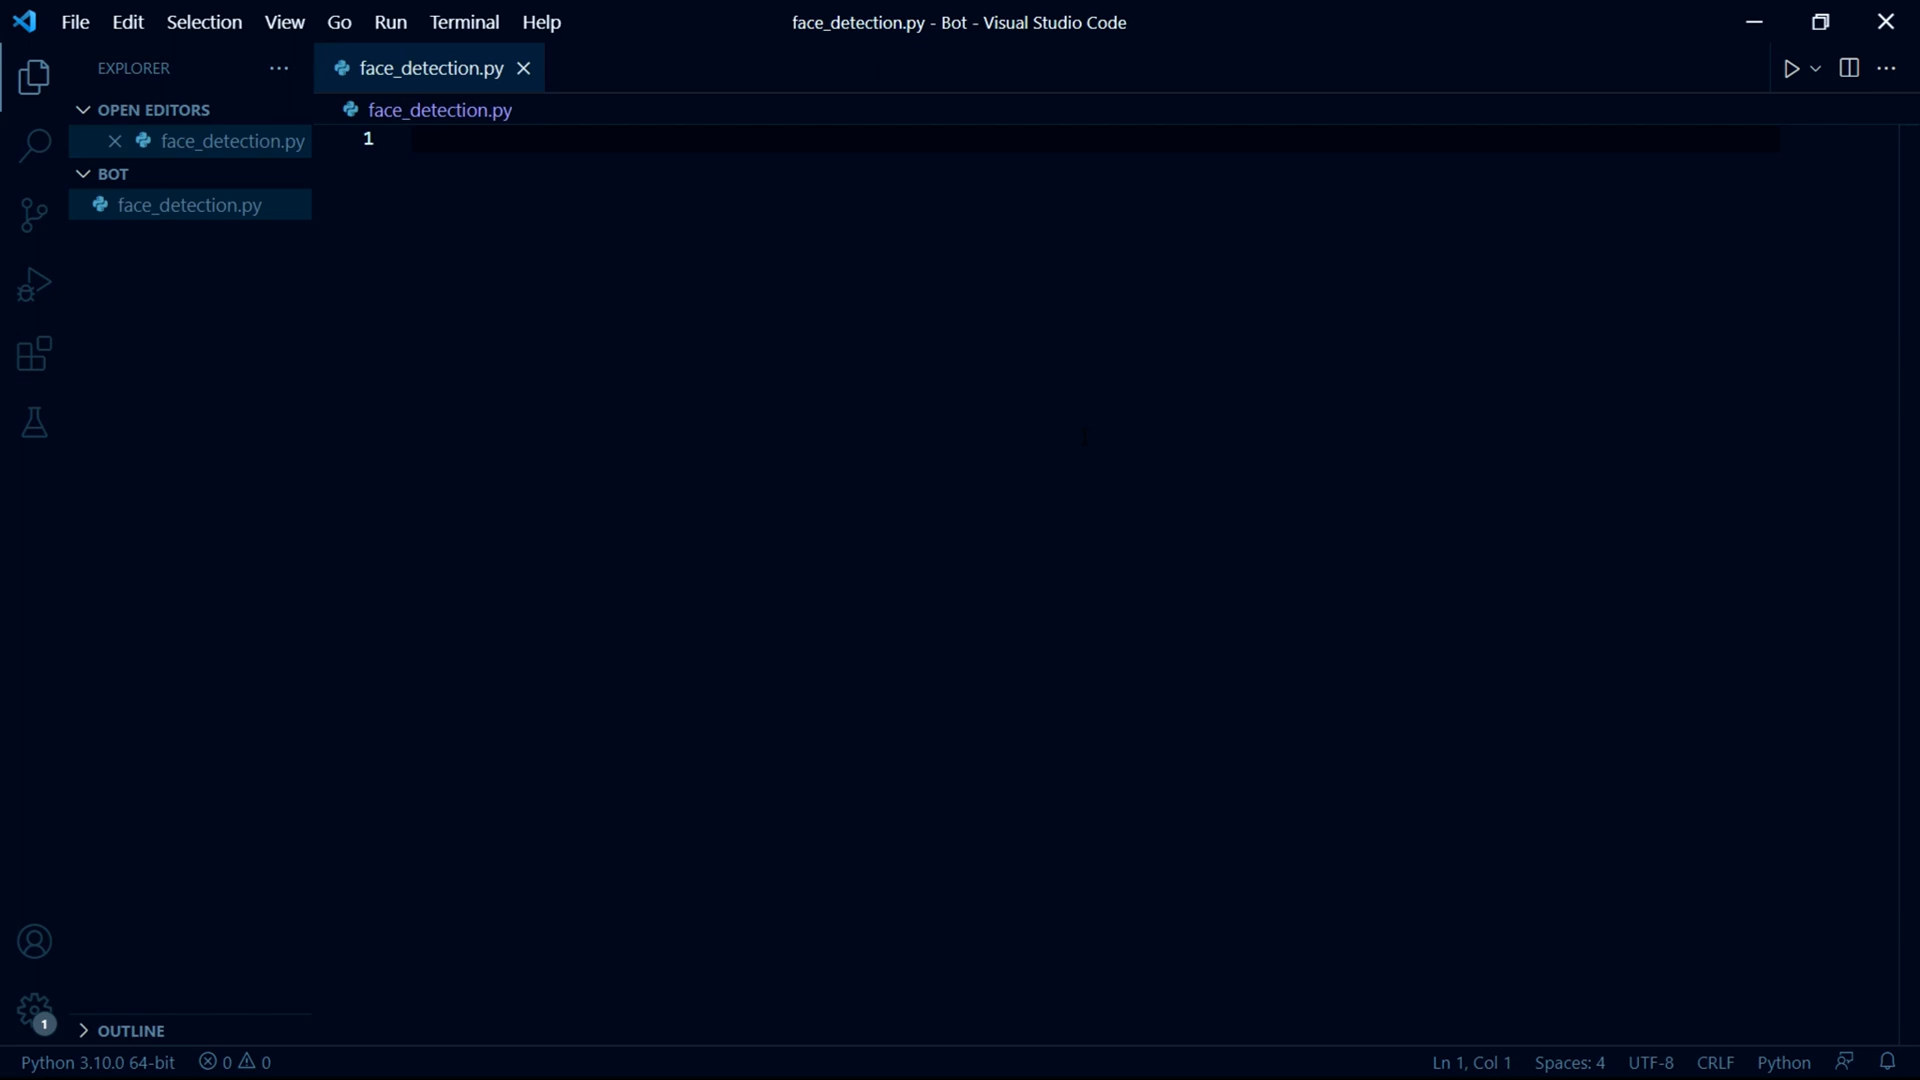 File Edit Selection View Go Run Terminal Help face_detection.py - Bot - Visual Studio Code
EXPLORER
face_detection.py
OPEN EDITORS
face_detection.py
face_detection.py
1
BOT
face_detection.py
1
OUTLINE
Python 3.10.0 64-bit 0 0 Ln 1, Col 1 Spaces: 4 UTF-8 CRLF Python